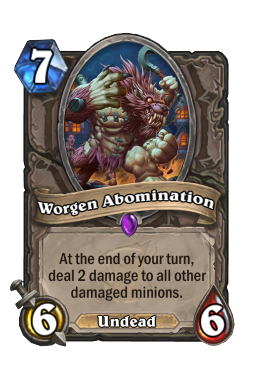 7
Worgen Abomination
At the end of your turn,
deal 2 damage to all other
damaged minions.
6 Undead 6